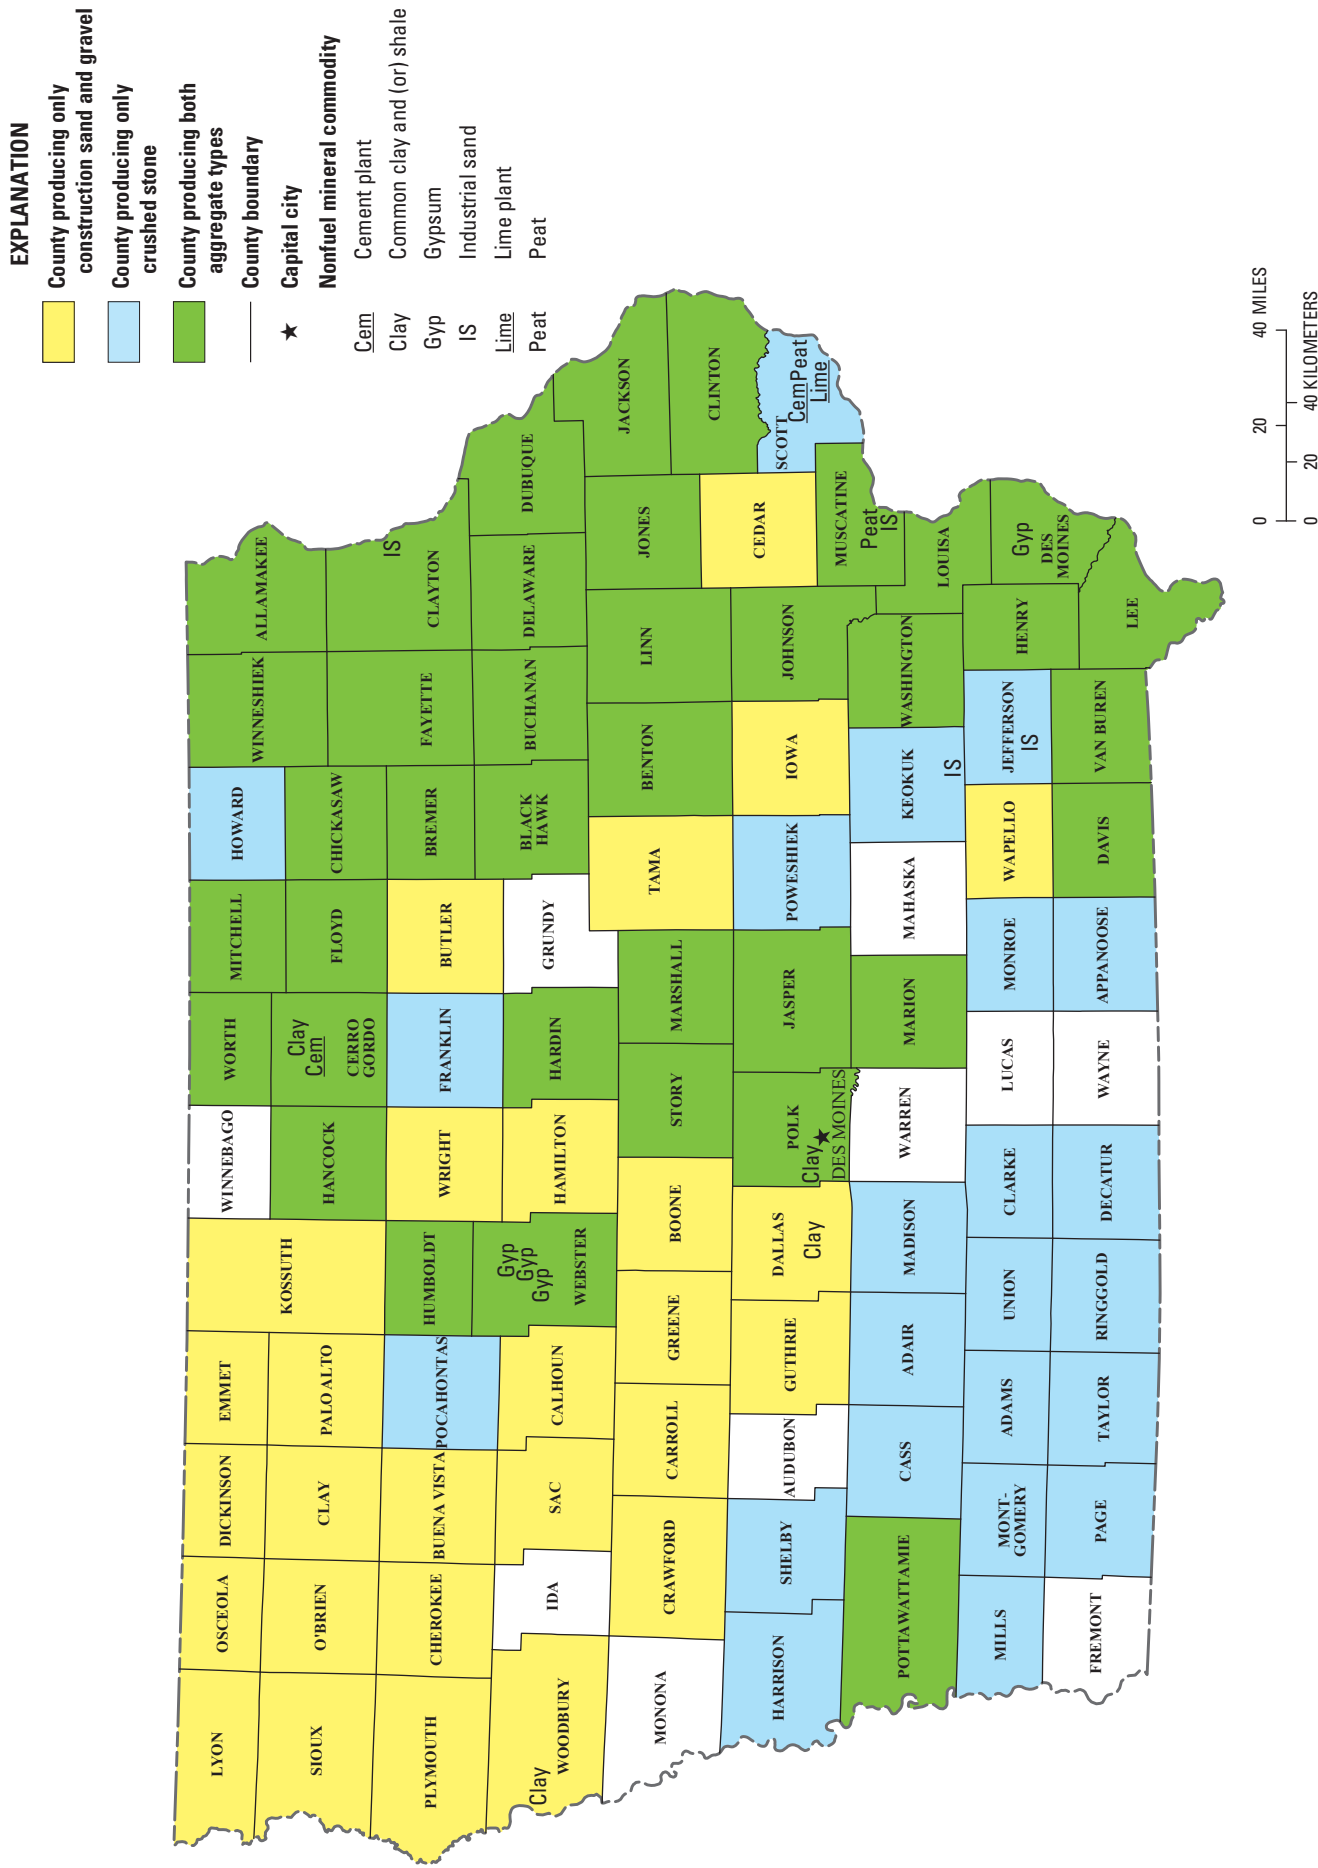 EXPLANATION
County producing only
construction sand and gravel
County producing only
crushed stone
County producing both
aggregate types
County boundary
Capital city
Nonfuel mineral commodity
Cem Cement plant
Clay Common clay and (or) shale
Gyp Gypsum
IS Industrial sand
Lime Lime plant
Peat Peat
LYON
OSCEOLA
DICKINSON
EMMET
KOSSUTH
WINNEBAGO
WORTH
MITCHELL
HOWARD
WINNESHIEK
ALLAMAKEE
SIOUX
O'BRIEN
CLAY
PALO ALTO
HANCOCK
Clay
Cem
CERRO
GORDO
FLOYD
CHICKASAW
PLYMOUTH
CHEROKEE
BUENA VISTA
POCAHONTAS
HUMBOLDT
WRIGHT
FRANKLIN
BUTLER
BREMER
FAYETTE
CLAYTON
IS
Clay
WOODBURY
IDA
SAC
CALHOUN
Gyp
Gyp
Gyp
WEBSTER
HAMILTON
HARDIN
GRUNDY
BLACK
HAWK
BUCHANAN
DELAWARE
DUBUQUE
MONONA
CRAWFORD
CARROLL
GREENE
BOONE
STORY
MARSHALL
TAMA
BENTON
LINN
JONES
JACKSON
CLINTON
HARRISON
SHELBY
AUDUBON
GUTHRIE
DALLAS
Clay
POLK
Clay
DES MOINES
JASPER
POWESHIEK
IOWA
JOHNSON
CEDAR
SCOTT
CemPeat
Lime
MUSCATINE
Peat
IS
POTTAWATTAMIE
CASS
ADAIR
MADISON
WARREN
MARION
MAHASKA
KEOKUK
IS
WASHINGTON
LOUISA
MILLS
MONT-
GOMERY
ADAMS
UNION
CLARKE
LUCAS
MONROE
WAPELLO
JEFFERSON
IS
HENRY
Gyp
DES
MOINES
FREMONT
PAGE
TAYLOR
RINGGOLD
DECATUR
WAYNE
APPANOOSE
DAVIS
VAN BUREN
LEE
0 20 40 MILES
0 20 40 KILOMETERS